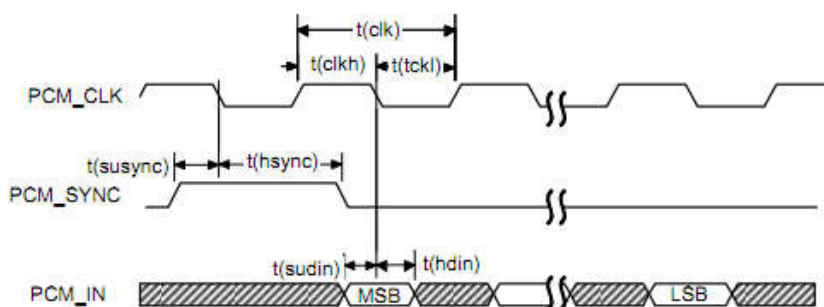 t(clk)
t(clkh) t(tckl)
PCM_CLK
t(susync) t(hsync)
PCM_SYNC
t(sudin) t(hdin)
PCM_IN MSB LSB